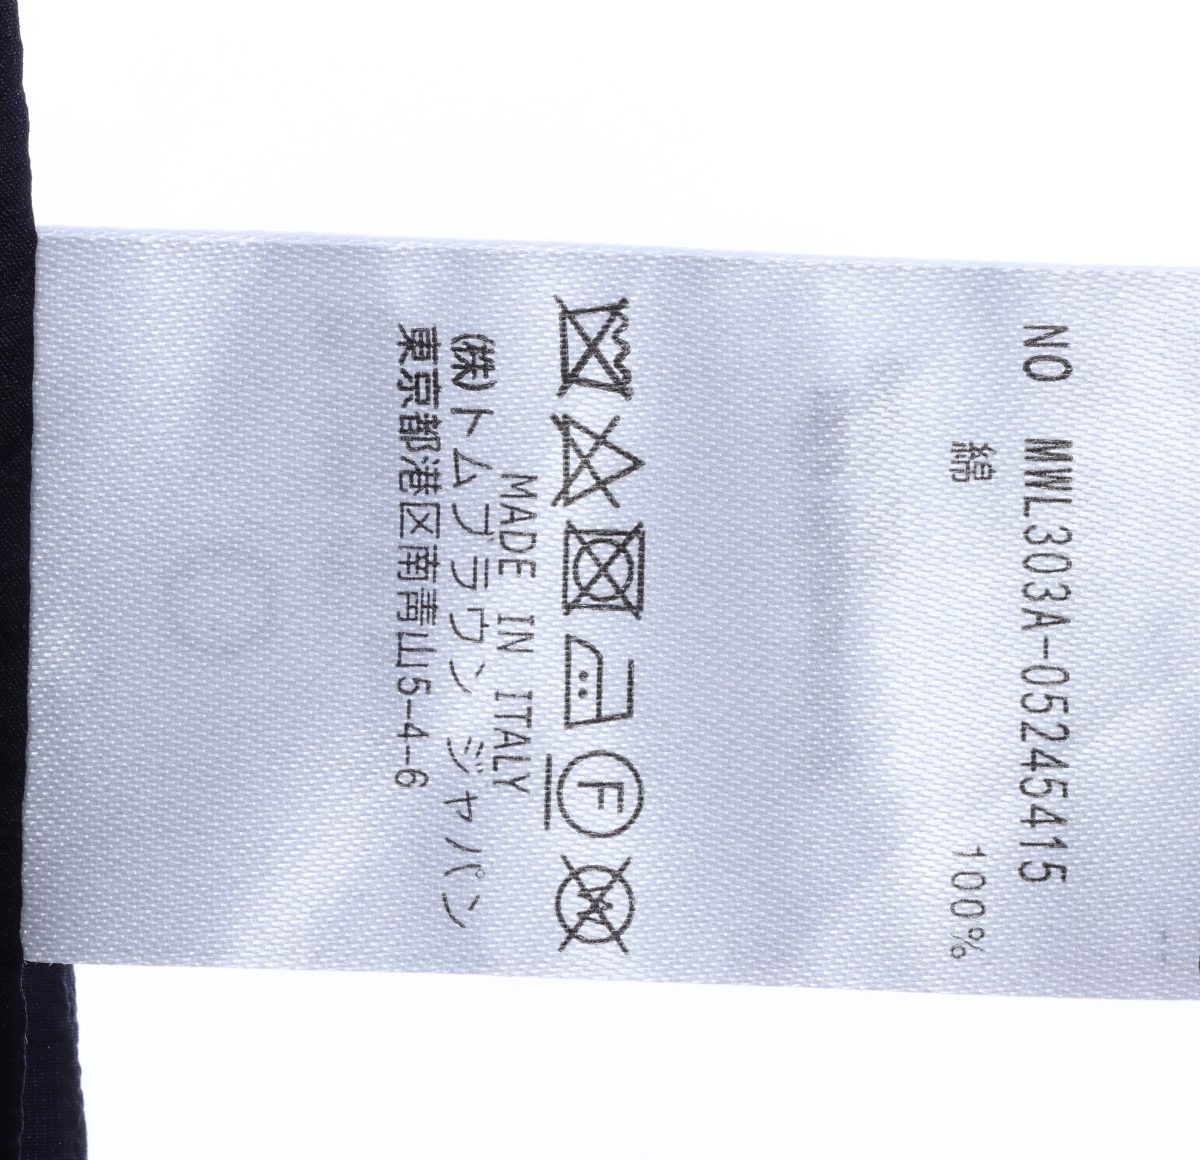 NO MWL303A-05245415
綿 100%
F
W
MADE IN ITALY
㈱トムブラウン ジャパン
東京都港区南青山5-4-6